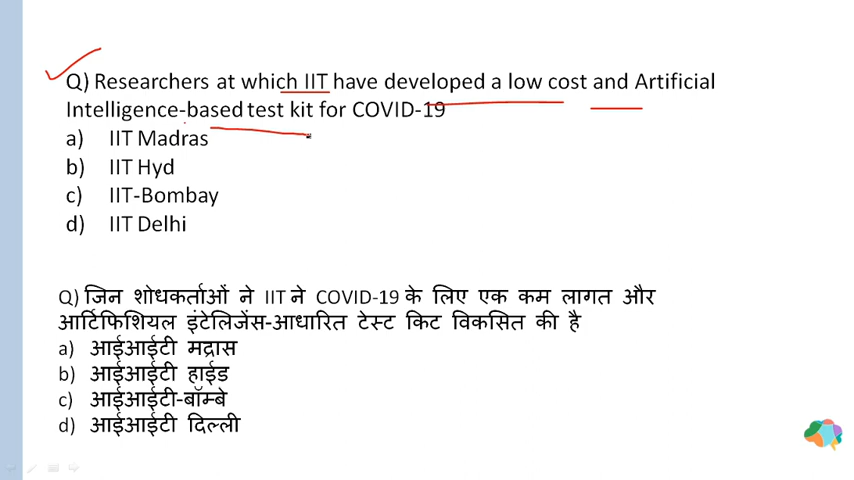 Q) Researchers at which IIT have developed a low cost and Artificial
Intelligence-based test kit for COVID-19
a) IIT Madras
b) IIT Hyd
c) IIT-Bombay
d) IIT Delhi
Q) जिन शोधकर्ताओं ने IIT ने COVID-19 के लिए एक कम लागत और
आर्टिफिशियल इंटेलिजेंस-आधारित टेस्ट किट विकसित की है
a) आईआईटी मद्रास
b) आईआईटी हाईड
c) आईआईटी-बॉम्बे
d) आईआईटी दिल्ली